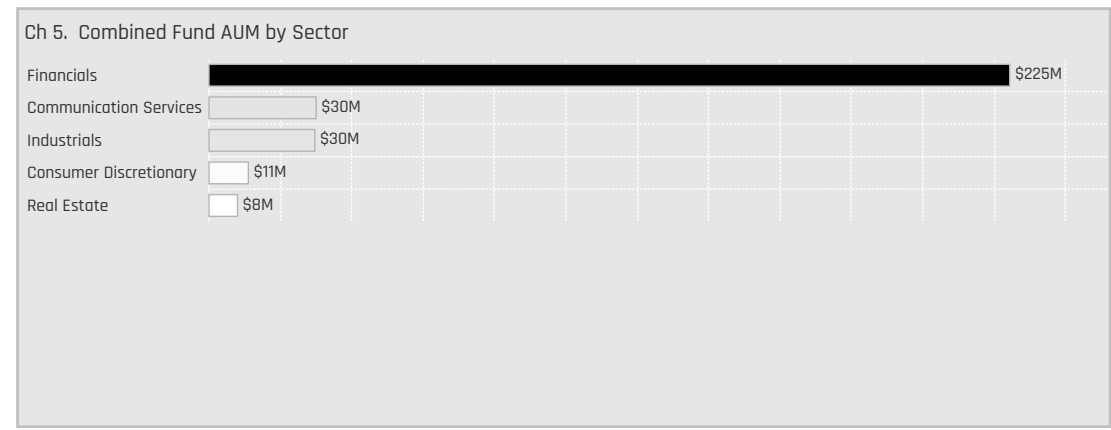 Ch 5. Combined Fund AUM by Sector
Financials $225M
Communication Services $30M
Industrials $30M
Consumer Discretionary $11M
Real Estate $8M